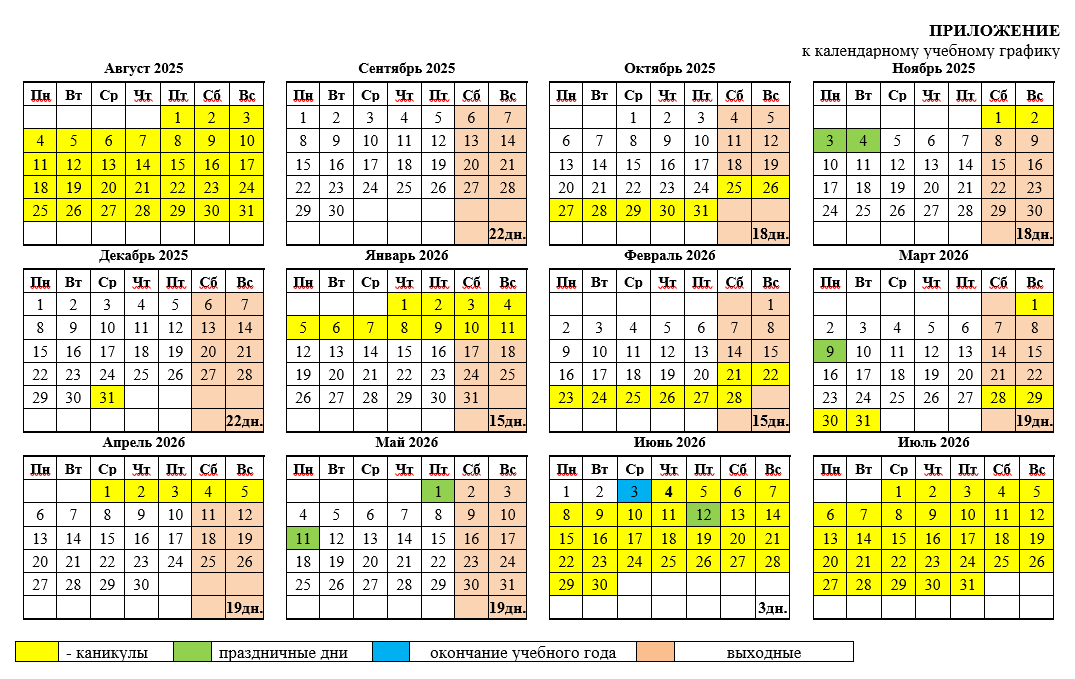 ПРИЛОЖЕНИЕ
к календарному учебному графику
Август 2025 Сентябрь 2025 Октябрь 2025 Ноябрь 2025
Пн Вт Ср Чт Пт Сб Вс Пн Вт Ср Чт Пт Сб Вс Пн Вт Ср Чт Пт Сб Вс Пн Вт Ср Чт Пт Сб Вс
1 2 3 1 2 3 4 5 6 7 1 2 3 4 5 1 2
4 5 6 7 8 9 10 8 9 10 11 12 13 14 6 7 8 9 10 11 12 3 4 5 6 7 8 9
11 12 13 14 15 16 17 15 16 17 18 19 20 21 13 14 15 16 17 18 19 10 11 12 13 14 15 16
18 19 20 21 22 23 24 22 23 24 25 26 27 28 20 21 22 23 24 25 26 17 18 19 20 21 22 23
25 26 27 28 29 30 31 29 30 27 28 29 30 31 24 25 26 27 28 29 30
22дн. 18дн. 18дн.
Декабрь 2025 Январь 2026 Февраль 2026 Март 2026
Пн Вт Ср Чт Пт Сб Вс Пн Вт Ср Чт Пт Сб Вс Пн Вт Ср Чт Пт Сб Вс Пн Вт Ср Чт Пт Сб Вс
1 2 3 4 5 6 7 1 2 3 4 1 1
8 9 10 11 12 13 14 5 6 7 8 9 10 11 2 3 4 5 6 7 8 2 3 4 5 6 7 8
15 16 17 18 19 20 21 12 13 14 15 16 17 18 9 10 11 12 13 14 15 9 10 11 12 13 14 15
22 23 24 25 26 27 28 19 20 21 22 23 24 25 16 17 18 19 20 21 22 16 17 18 19 20 21 22
29 30 31 26 27 28 29 30 31 23 24 25 26 27 28 23 24 25 26 27 28 29
22дн. 15дн. 15дн. 30 31 19дн.
Апрель 2026 Май 2026 Июнь 2026 Июль 2026
Пн Вт Ср Чт Пт Сб Вс Пн Вт Ср Чт Пт Сб Вс Пн Вт Ср Чт Пт Сб Вс Пн Вт Ср Чт Пт Сб Вс
1 2 3 4 5 1 2 3 1 2 3 4 5 6 7 1 2 3 4 5
6 7 8 9 10 11 12 4 5 6 7 8 9 10 8 9 10 11 12 13 14 6 7 8 9 10 11 12
13 14 15 16 17 18 19 11 12 13 14 15 16 17 15 16 17 18 19 20 21 13 14 15 16 17 18 19
20 21 22 23 24 25 26 18 19 20 21 22 23 24 22 23 24 25 26 27 28 20 21 22 23 24 25 26
27 28 29 30 25 26 27 28 29 30 31 29 30 27 28 29 30 31
19дн. 19дн. 3дн.
- каникулы праздничные дни окончание учебного года выходные